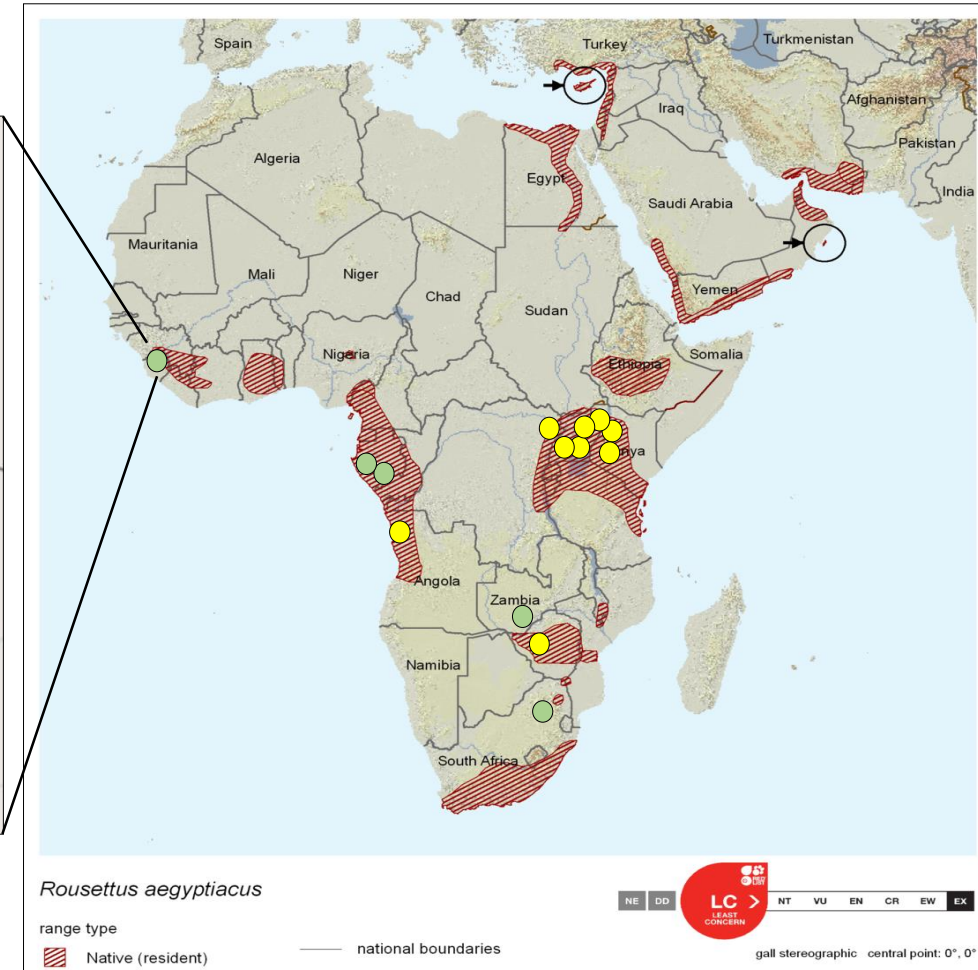 Spain
Turkey
Turkmenistan
Iraq
Afghanistan
Pakistan
India
Algeria
Egypt
Saudi Arabia
Mauritania
Mali
Niger
Chad
Sudan
Yemen
Nigeria
Ethiopia
Somalia
nya
Angola
Zambia
Namibia
South Africa
Rousettus aegyptiacus
range type
Native (resident)
national boundaries
NE DD LC NT VU EN CR EW EX
LEAST
CONCERN
gall stereographic central point: 0°, 0°